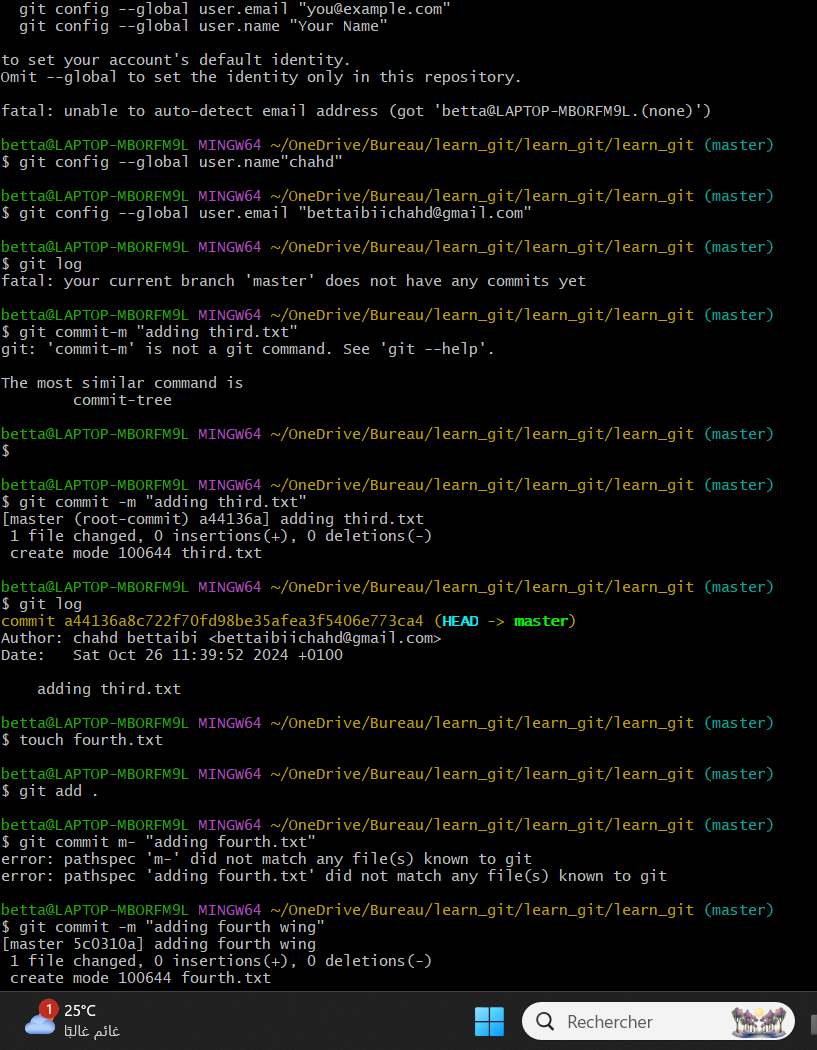 git config --global user.email "you@example.com"
git config --global user.name "Your Name"
to set your account's default identity.
Omit --global to set the identity only in this repository.
fatal: unable to auto-detect email address (got 'betta@LAPTOP-MBORFM9L.(none)')
betta@LAPTOP-MBORFM9L MINGW64 ~/OneDrive/Bureau/learn_git/learn_git/learn_git (master)
$ git config --global user.name"chahd"
betta@LAPTOP-MBORFM9L MINGW64 ~/OneDrive/Bureau/learn_git/learn_git/learn_git (master)
$ git config --global user.email "bettaibiichahd@gmail.com"
betta@LAPTOP-MBORFM9L MINGW64 ~/OneDrive/Bureau/learn_git/learn_git/learn_git (master)
$ git log
fatal: your current branch 'master' does not have any commits yet
betta@LAPTOP-MBORFM9L MINGW64 ~/OneDrive/Bureau/learn_git/learn_git/learn_git (master)
$ git commit-m "adding third.txt"
git: 'commit-m' is not a git command. See 'git --help'.
The most similar command is
commit-tree
betta@LAPTOP-MBORFM9L MINGW64 ~/OneDrive/Bureau/learn_git/learn_git/learn_git (master)
$
betta@LAPTOP-MBORFM9L MINGW64 ~/OneDrive/Bureau/learn_git/learn_git/learn_git (master)
$ git commit -m "adding third.txt"
[master (root-commit) a44136a] adding third.txt
1 file changed, 0 insertions(+), 0 deletions(-)
create mode 100644 third.txt
betta@LAPTOP-MBORFM9L MINGW64 ~/OneDrive/Bureau/learn_git/learn_git/learn_git (master)
$ git log
commit a44136a8c722f70fd98be35afea3f5406e773ca4 (HEAD -> master)
Author: chahd bettaibi <bettaibiichahd@gmail.com>
Date:   Sat Oct 26 11:39:52 2024 +0100
adding third.txt
betta@LAPTOP-MBORFM9L MINGW64 ~/OneDrive/Bureau/learn_git/learn_git/learn_git (master)
$ touch fourth.txt
betta@LAPTOP-MBORFM9L MINGW64 ~/OneDrive/Bureau/learn_git/learn_git/learn_git (master)
$ git add .
betta@LAPTOP-MBORFM9L MINGW64 ~/OneDrive/Bureau/learn_git/learn_git/learn_git (master)
$ git commit m- "adding fourth.txt"
error: pathspec 'm-' did not match any file(s) known to git
error: pathspec 'adding fourth.txt' did not match any file(s) known to git
betta@LAPTOP-MBORFM9L MINGW64 ~/OneDrive/Bureau/learn_git/learn_git/learn_git (master)
$ git commit -m "adding fourth wing"
[master 5c0310a] adding fourth wing
1 file changed, 0 insertions(+), 0 deletions(-)
create mode 100644 fourth.txt
1
25°C
غائم غالبًا
Rechercher